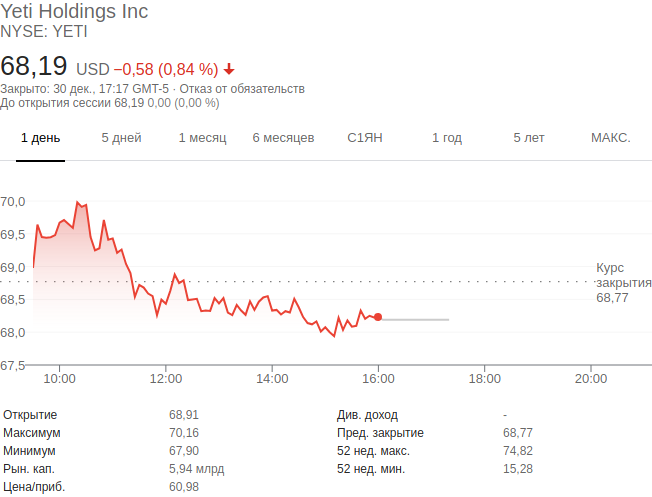 Yeti Holdings Inc
NYSE: YETI
68,19 USD −0,58 (0,84 %)
Закрыто: 30 дек., 17:17 GMT-5 · Отказ от обязательств
До открытия сессии 68,19 0,00 (0,00 %)
1 день 5 дней 1 месяц 6 месяцев С1ЯН 1 год 5 лет МАКС.
70,0
69,5
69,0
Курс
закрытия
68,77
68,5
68,0
67,5
10:00 12:00 14:00 16:00 18:00 20:00
Открытие 68,91 Див. доход -
Максимум 70,16 Пред. закрытие 68,77
Минимум 67,90 52 нед. макс. 74,82
Рын. кап. 5,94 млрд 52 нед. мин. 15,28
Цена/приб. 60,98